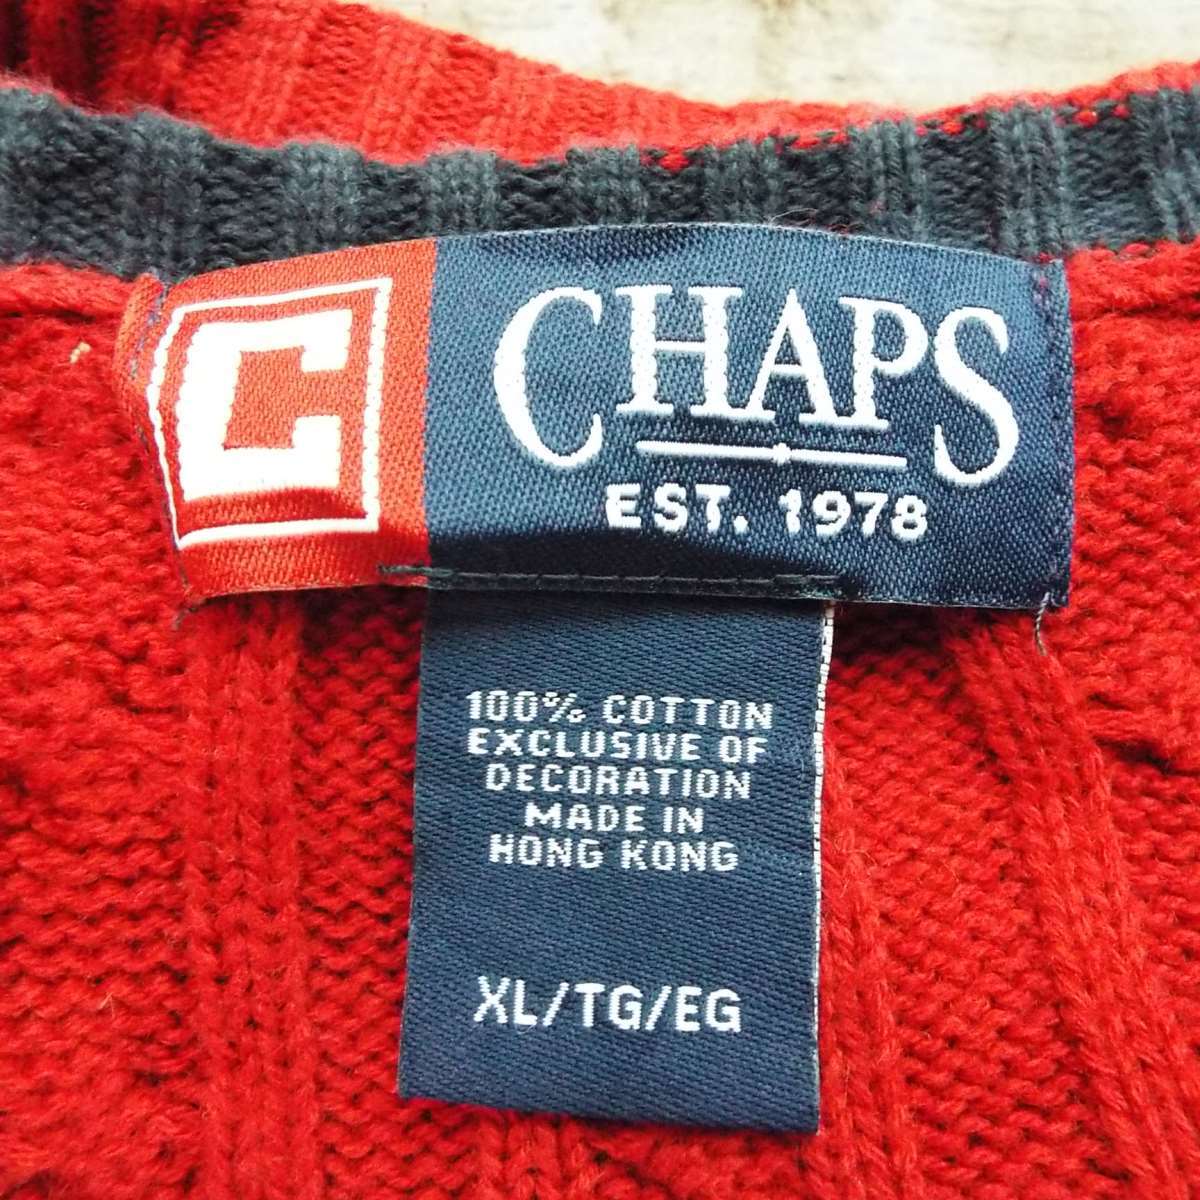 C
CHAPS
EST. 1978
100% COTTON
EXCLUSIVE OF
DECORATION
MADE IN
HONG KONG
XL/TG/EG